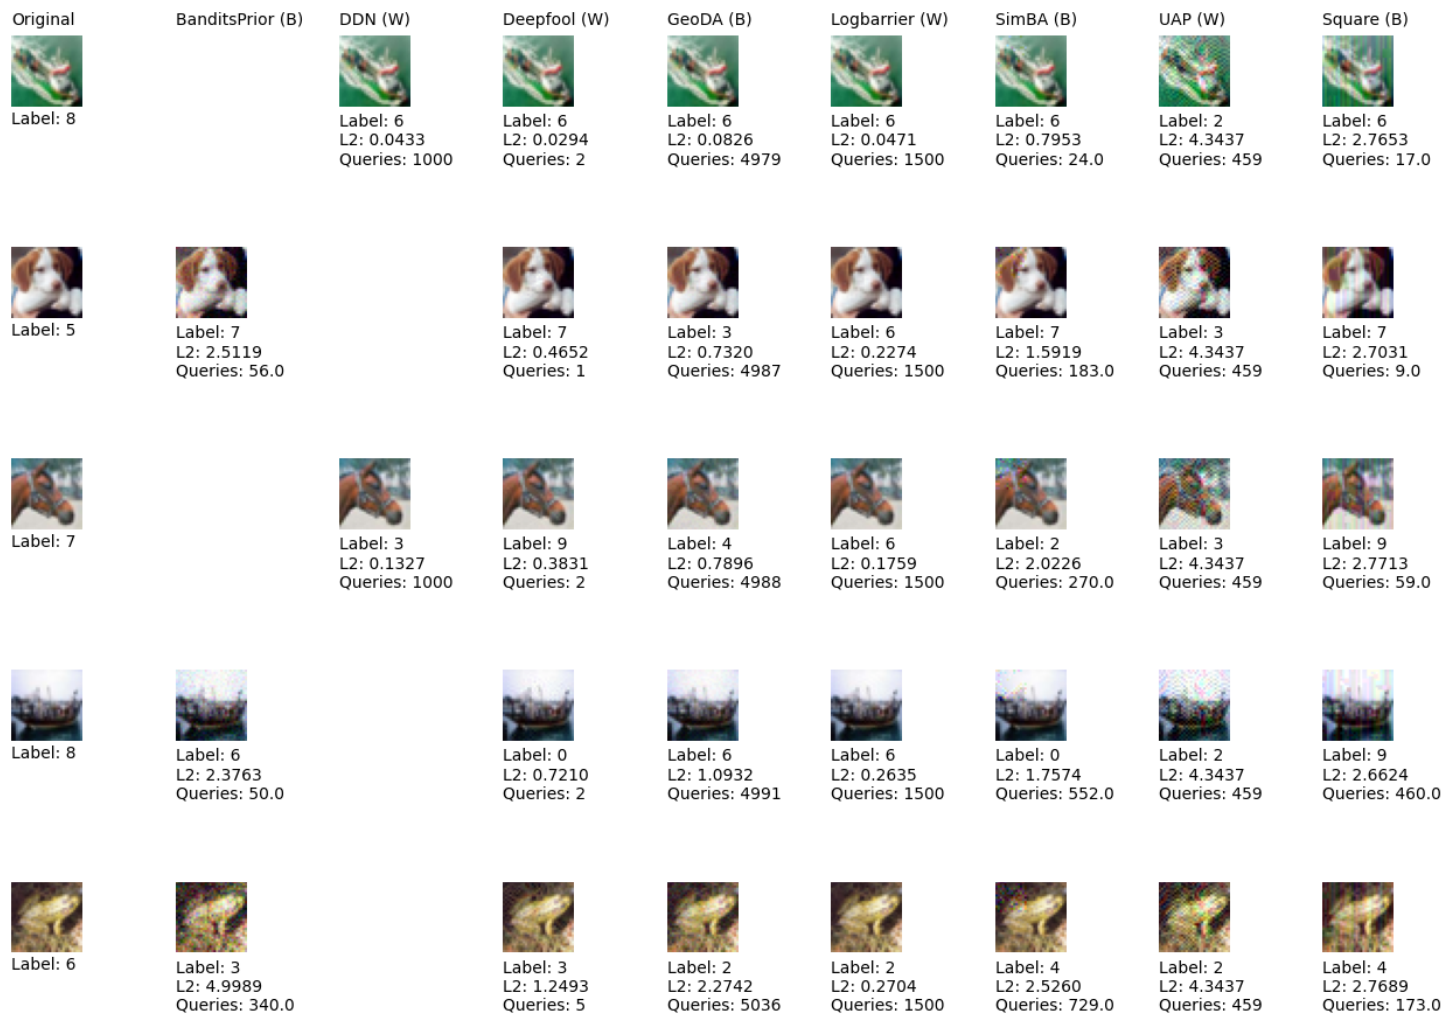 Original BanditsPrior (B) DDN (W) Deepfool (W) GeoDA (B) Logbarrier (W) SimBA (B) UAP (W) Square (B)
Label: 8 Label: 6 Label: 6 Label: 6 Label: 6 Label: 6 Label: 2 Label: 6
L2: 0.0433 L2: 0.0294 L2: 0.0826 L2: 0.0471 L2: 0.7953 L2: 4.3437 L2: 2.7653
Queries: 1000 Queries: 2 Queries: 4979 Queries: 1500 Queries: 24.0 Queries: 459 Queries: 17.0
Label: 5 Label: 7 Label: 7 Label: 3 Label: 6 Label: 7 Label: 3 Label: 7
L2: 2.5119 L2: 0.4652 L2: 0.7320 L2: 0.2274 L2: 1.5919 L2: 4.3437 L2: 2.7031
Queries: 56.0 Queries: 1 Queries: 4987 Queries: 1500 Queries: 183.0 Queries: 459 Queries: 9.0
Label: 7 Label: 3 Label: 9 Label: 4 Label: 6 Label: 2 Label: 3 Label: 9
L2: 0.1327 L2: 0.3831 L2: 0.7896 L2: 0.1759 L2: 2.0226 L2: 4.3437 L2: 2.7713
Queries: 1000 Queries: 2 Queries: 4988 Queries: 1500 Queries: 270.0 Queries: 459 Queries: 59.0
Label: 8 Label: 6 Label: 0 Label: 6 Label: 6 Label: 0 Label: 2 Label: 9
L2: 2.3763 L2: 0.7210 L2: 1.0932 L2: 0.2635 L2: 1.7574 L2: 4.3437 L2: 2.6624
Queries: 50.0 Queries: 2 Queries: 4991 Queries: 1500 Queries: 552.0 Queries: 459 Queries: 460.0
Label: 6 Label: 3 Label: 3 Label: 2 Label: 2 Label: 4 Label: 2 Label: 4
L2: 4.9989 L2: 1.2493 L2: 2.2742 L2: 0.2704 L2: 2.5260 L2: 4.3437 L2: 2.7689
Queries: 340.0 Queries: 5 Queries: 5036 Queries: 1500 Queries: 729.0 Queries: 459 Queries: 173.0